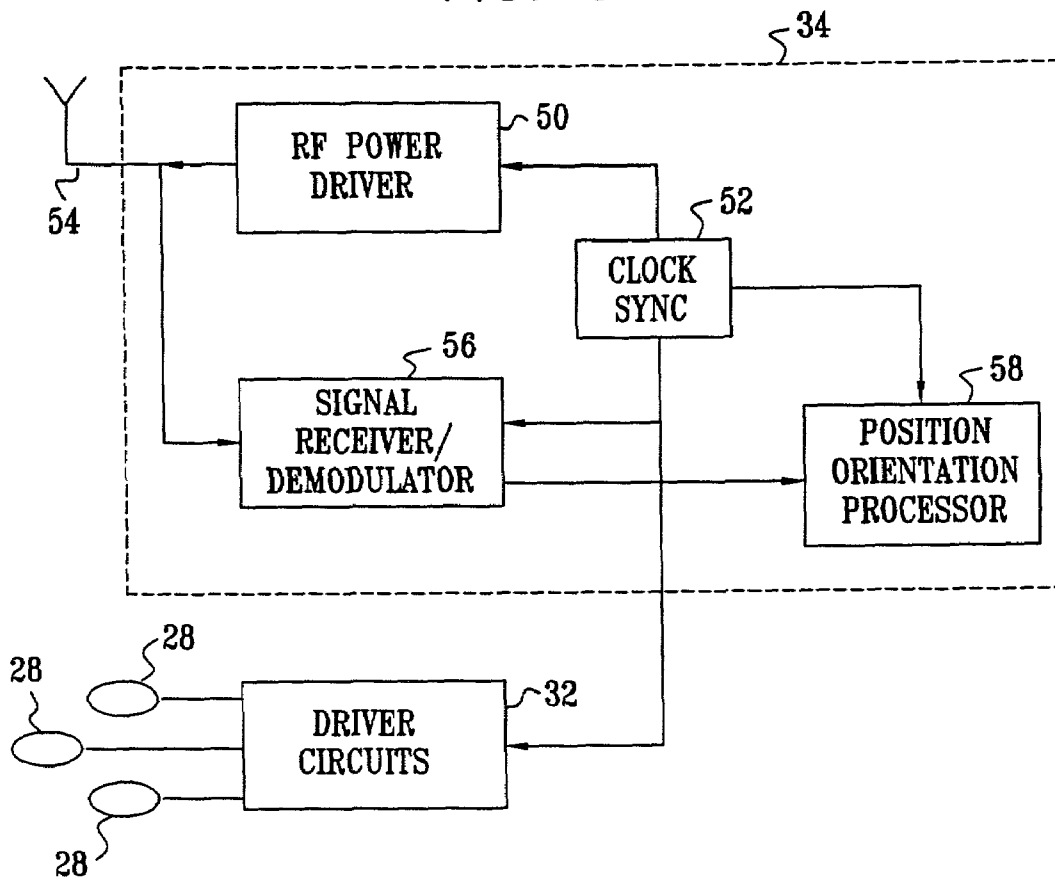 34
50
RF POWER
DRIVER
54
52
CLOCK
SYNC
56
SIGNAL
RECEIVER/
DEMODULATOR
58
POSITION
ORIENTATION
PROCESSOR
28
28
32
DRIVER
CIRCUITS
28